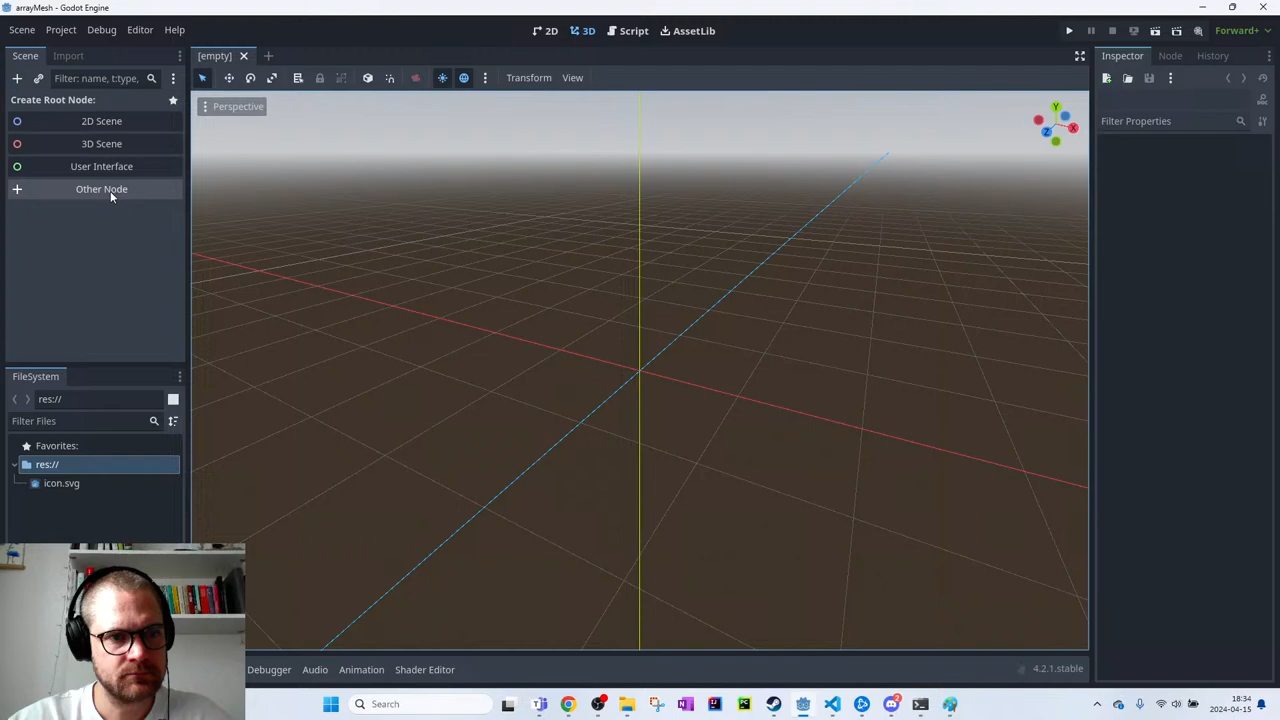 arrayMesh - Godot Engine
Scene Project Debug Editor Help
2D 3D Script AssetLib
Forward+
Scene Import
[empty]
Inspector Node History
Filter: name, t:type,
Transform View
Create Root Node:
Perspective
Y
X
Z
2D Scene
Filter Properties
3D Scene
User Interface
Other Node
FileSystem
res://
Filter Files
Favorites:
res://
icon.svg
Debugger Audio Animation Shader Editor
4.2.1.stable
Search
2
18:34
2024-04-15